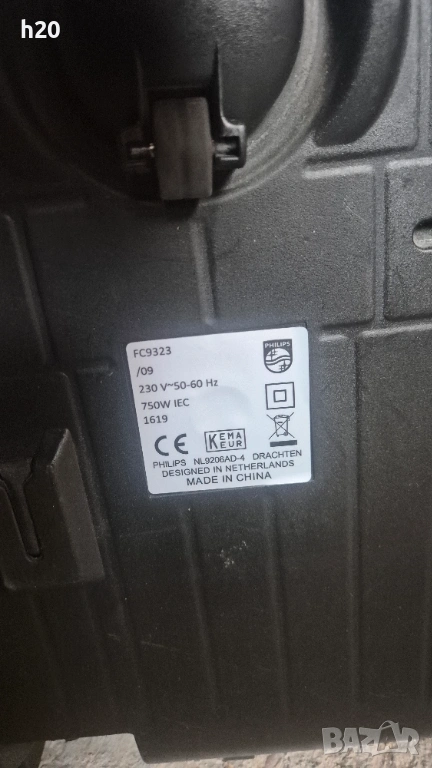 h20
FC9323
/09
230 V~50-60 Hz
750W IEC
1619
PHILIPS
CE
KEMA
KEUR
PHILIPS NL9206AD-4 DRACHTEN
DESIGNED IN NETHERLANDS
MADE IN CHINA
BAZAR